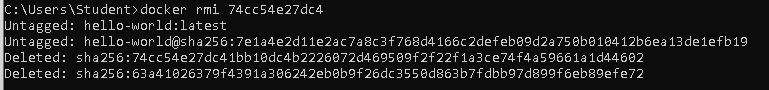 C:\Users\Student>docker rmi 74cc54e27dc4
Untagged: hello-world:latest
Untagged: hello-world@sha256:7e1a4e2d11e2ac7a8c3f768d4166c2defeb09d2a750b010412b6ea13de1efb19
Deleted: sha256:74cc54e27dc41bb10dc4b2226072d469509f2f22f1a3ce74f4a59661a1d44602
Deleted: sha256:63a41026379f4391a306242eb0b9f26dc3550d863b7fdbb97d899f6eb89efe72